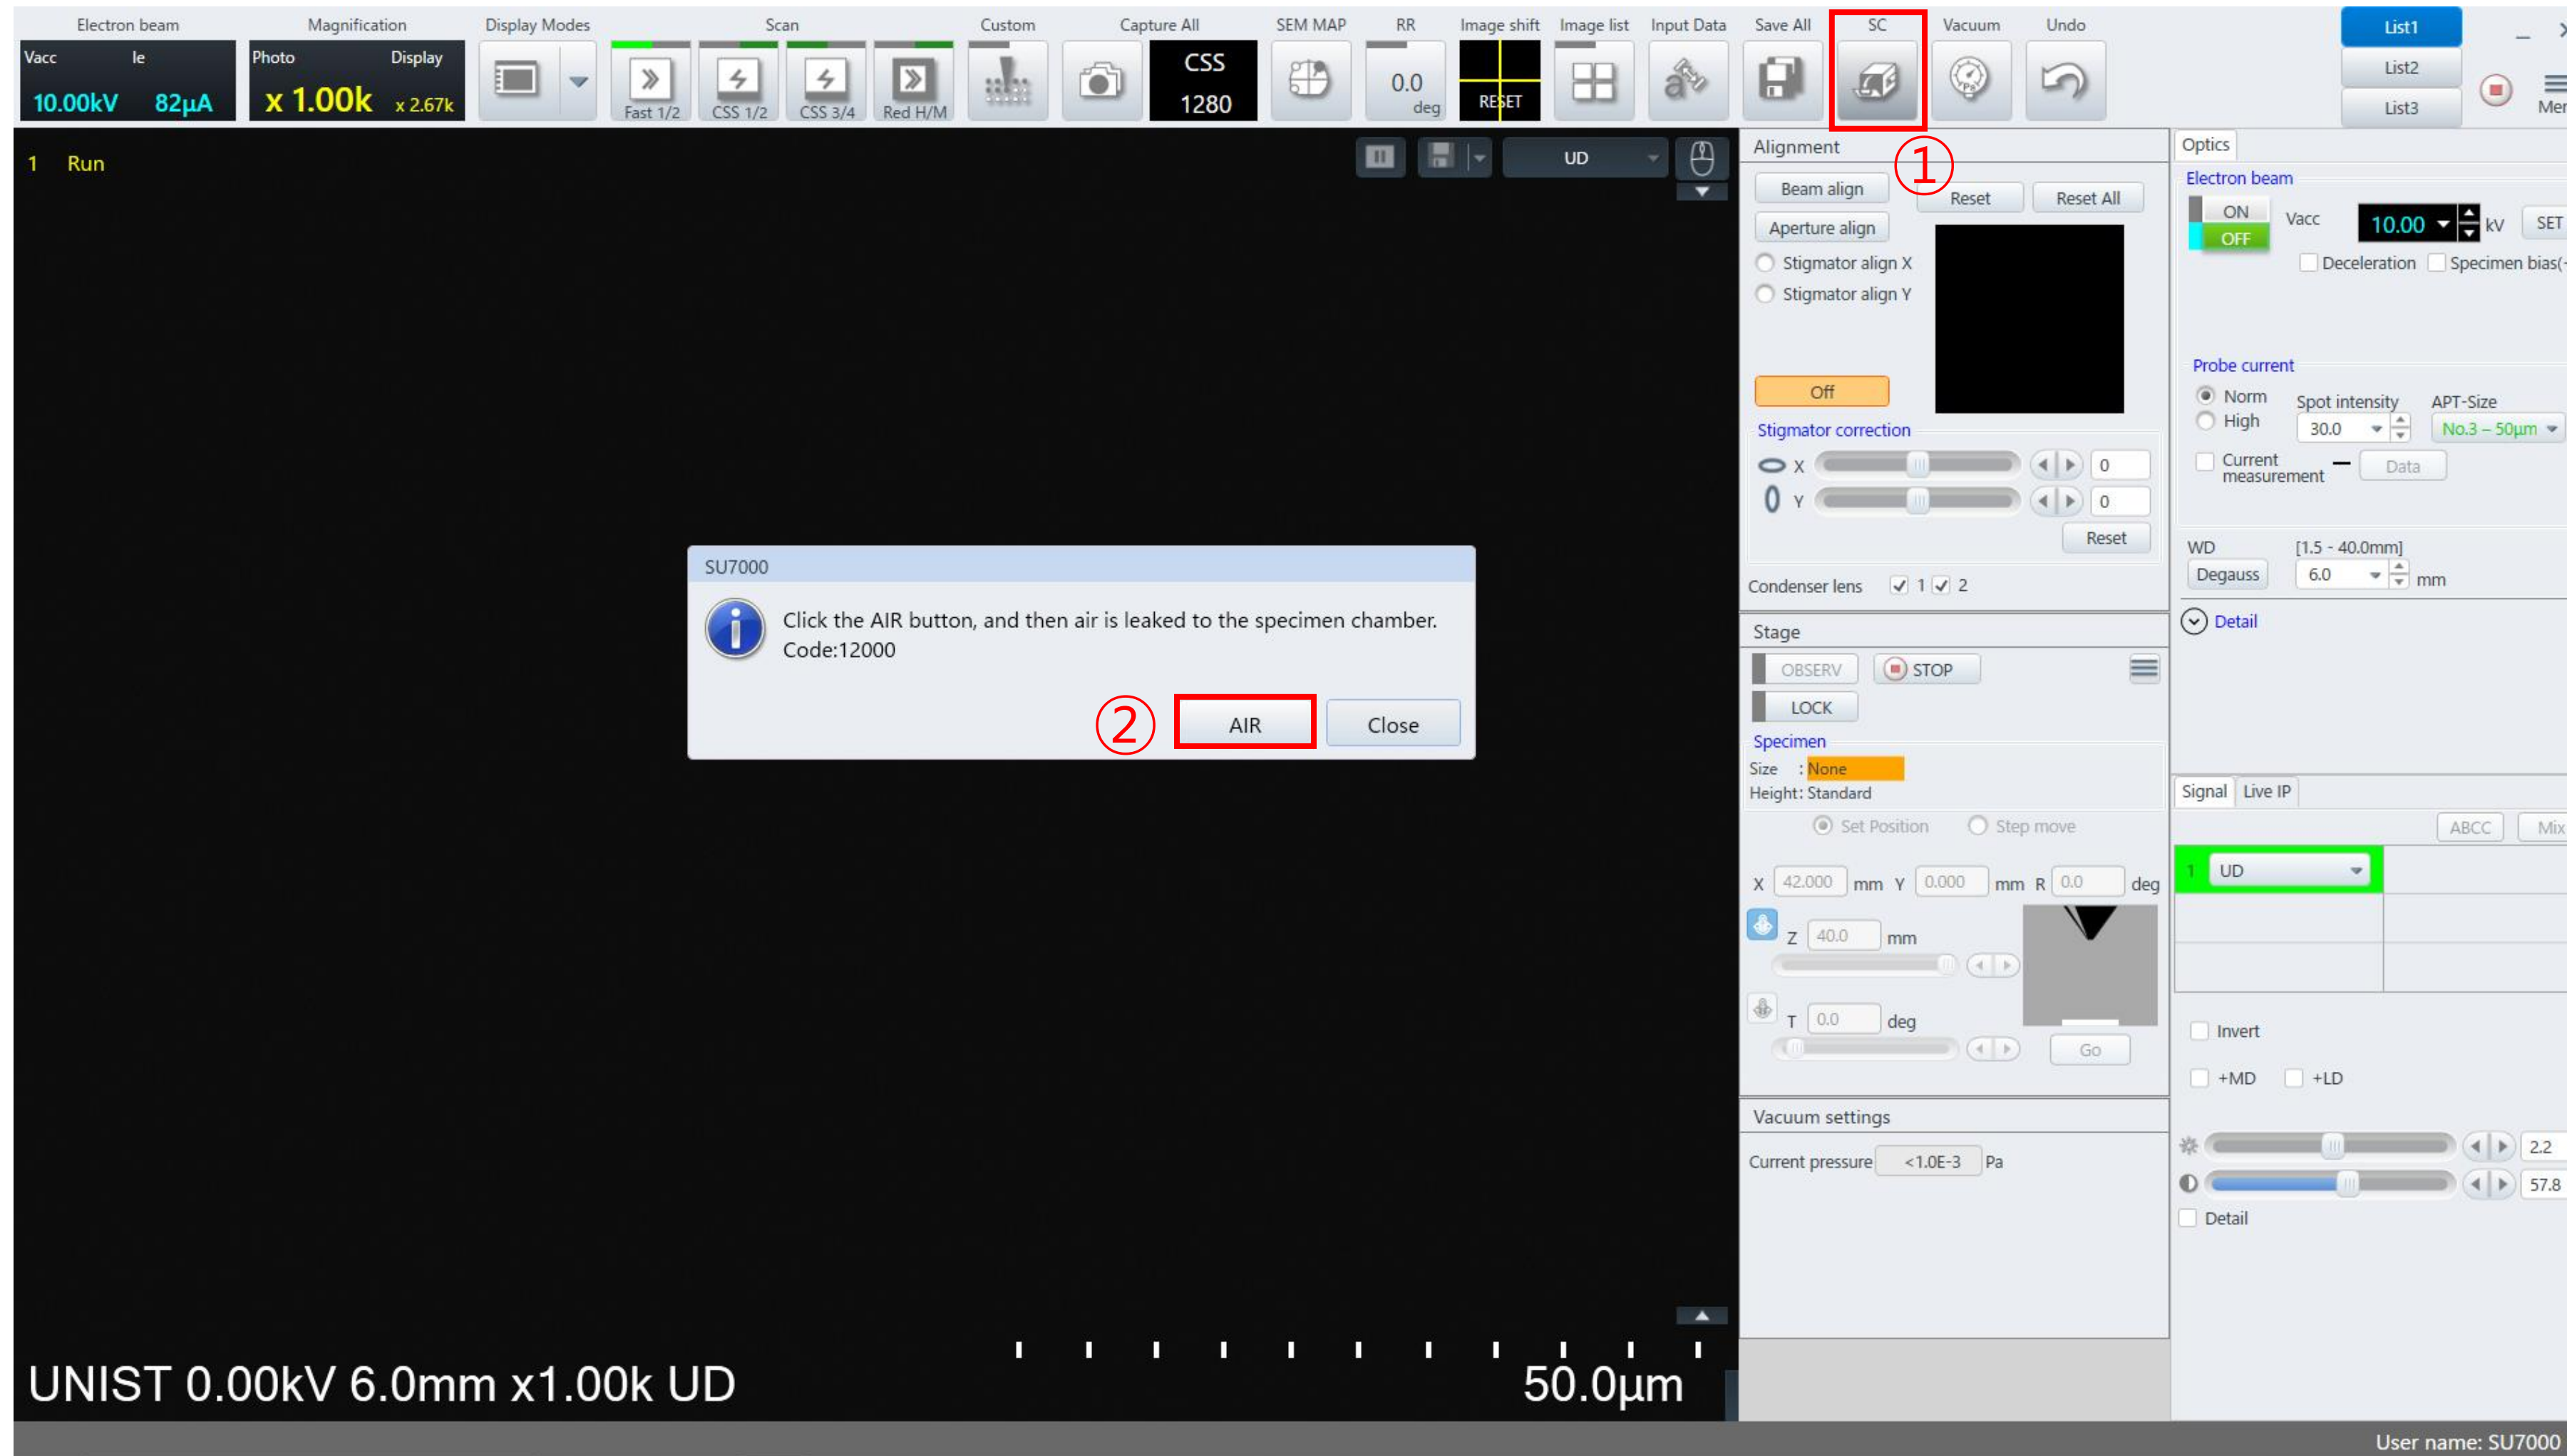 Electron beam Magnification Display Modes Scan Custom Capture All SEM MAP RR Image shift Image list Input Data Save All SC Vacuum Undo
Vacc Ie Photo Display
10.00kV 82µA x 1.00k x 2.67k
Fast 1/2 CSS 1/2 CSS 3/4 Red H/M
CSS
1280
0.0
deg
RESET
Pa
List1
List2
List3
1 Run
UD
①
Alignment
Beam align Reset Reset All
Aperture align
Stigmator align X
Stigmator align Y
Off
Stigmator correction
X 0
Y 0
Reset
Condenser lens 1 2
SU7000
Click the AIR button, and then air is leaked to the specimen chamber.
Code:12000
② AIR Close
Stage
OBSERV STOP
LOCK
Specimen
Size : None
Height: Standard
Set Position Step move
X 42.000 mm Y 0.000 mm R 0.0 deg
Z 40.0 mm
T 0.0 deg
Go
Vacuum settings
Current pressure <1.0E-3 Pa
Optics
Electron beam
ON
OFF
Vacc 10.00 kV SET
Deceleration Specimen bias(
Probe current
Norm
High
Spot intensity APT-Size
30.0 No.3 – 50µm
Current
measurement
Data
WD [1.5 - 40.0mm]
Degauss 6.0 mm
Detail
Signal Live IP
ABCC Mix
1 UD
Invert
+MD +LD
2.2
57.8
Detail
UNIST 0.00kV 6.0mm x1.00k UD 50.0µm
User name: SU7000